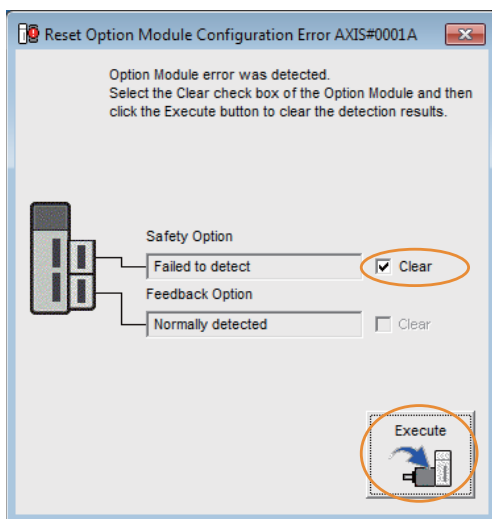 Reset Option Module Configuration Error AXIS#0001A
Option Module error was detected.
Select the Clear check box of the Option Module and then
click the Execute button to clear the detection results.
Safety Option
Failed to detect
Clear
Feedback Option
Normally detected
Clear
Execute